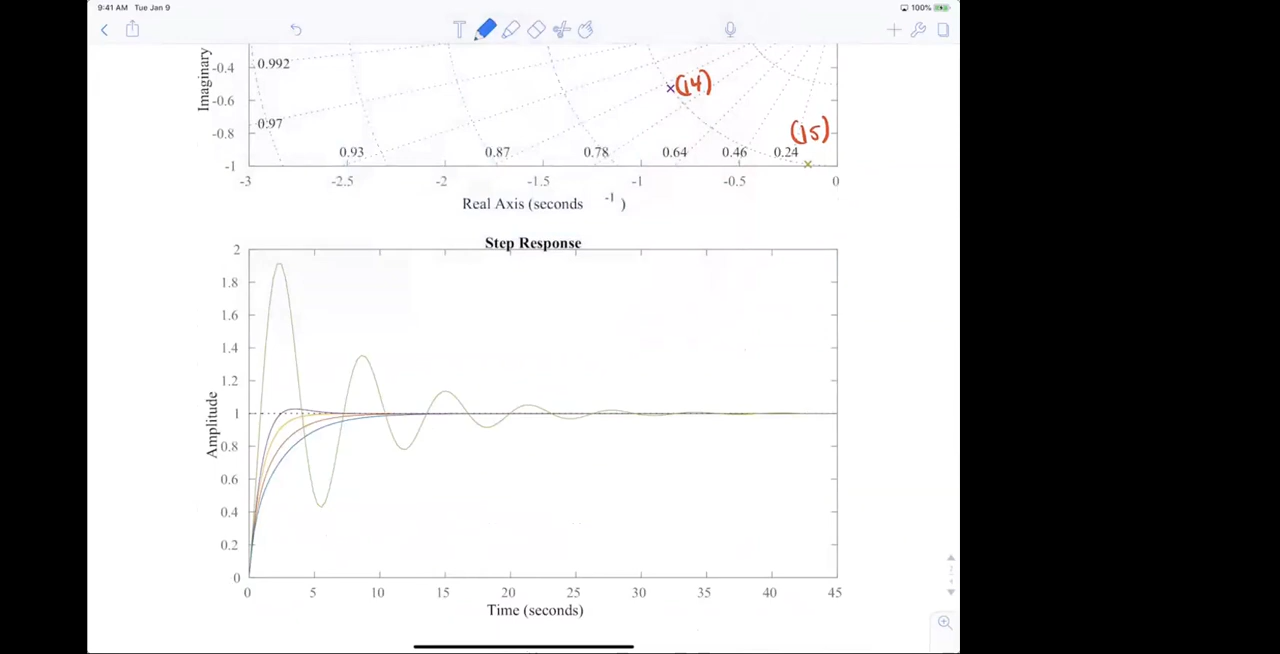 9:41 AM Tue Jan 9
100%
T
Imaginary
-0.4
0.992
(14)
-0.6
0.97
-0.8
(15)
0.93 0.87 0.78 0.64 0.46 0.24
-1
-3 -2.5 -2 -1.5 -1 -0.5 0
Real Axis (seconds -1 )
Step Response
2
1.8
1.6
1.4
1.2
1
0.8
0.6
0.4
0.2
0
Amplitude
0 5 10 15 20 25 30 35 40 45
Time (seconds)